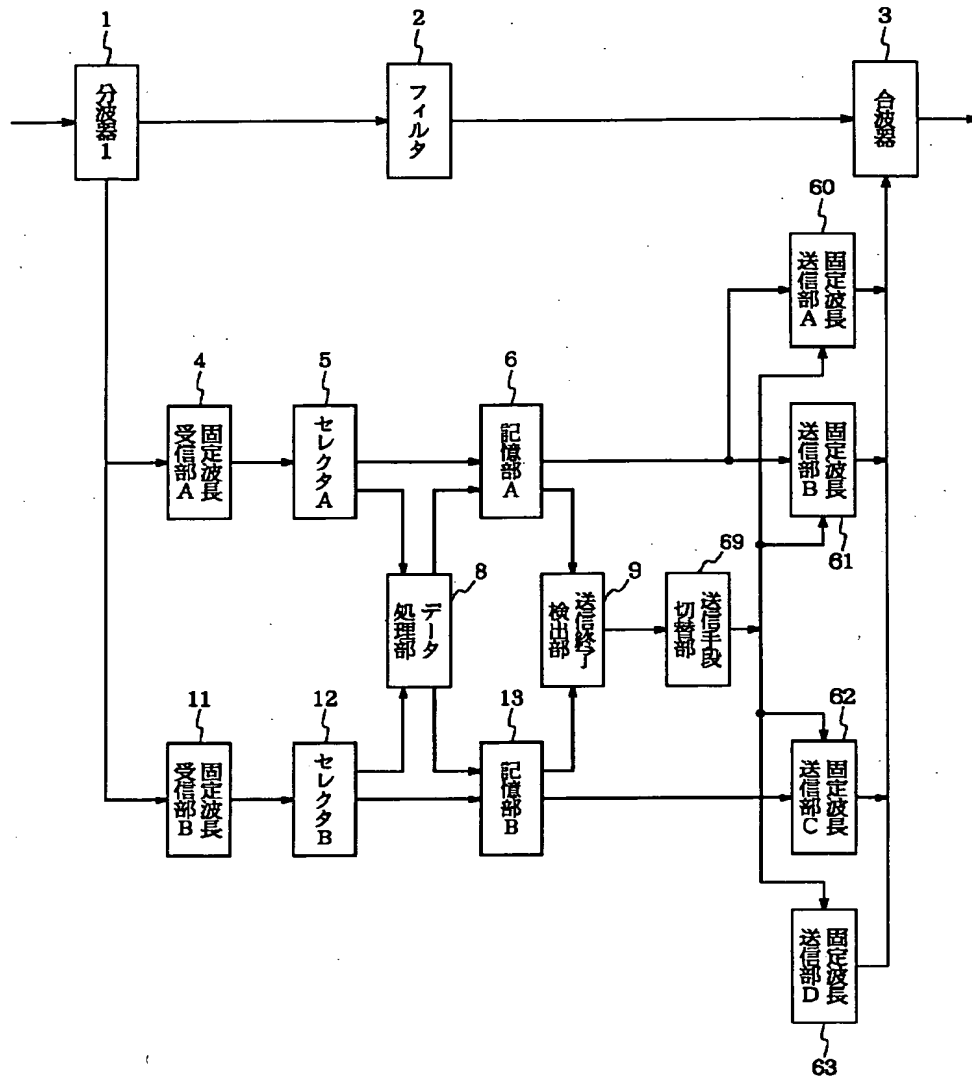 1
分波器1
2
フィルタ
3
合波器
60
固定波長
送信部A
4
固定波長
受信部A
5
セレクタA
6
記憶部A
固定波長
送信部B
61
8
データ
処理部
9
送信終了
検出部
69
送信手段
切替部
11
固定波長
受信部B
12
セレクタB
13
記憶部B
62
固定波長
送信部C
固定波長
送信部D
63